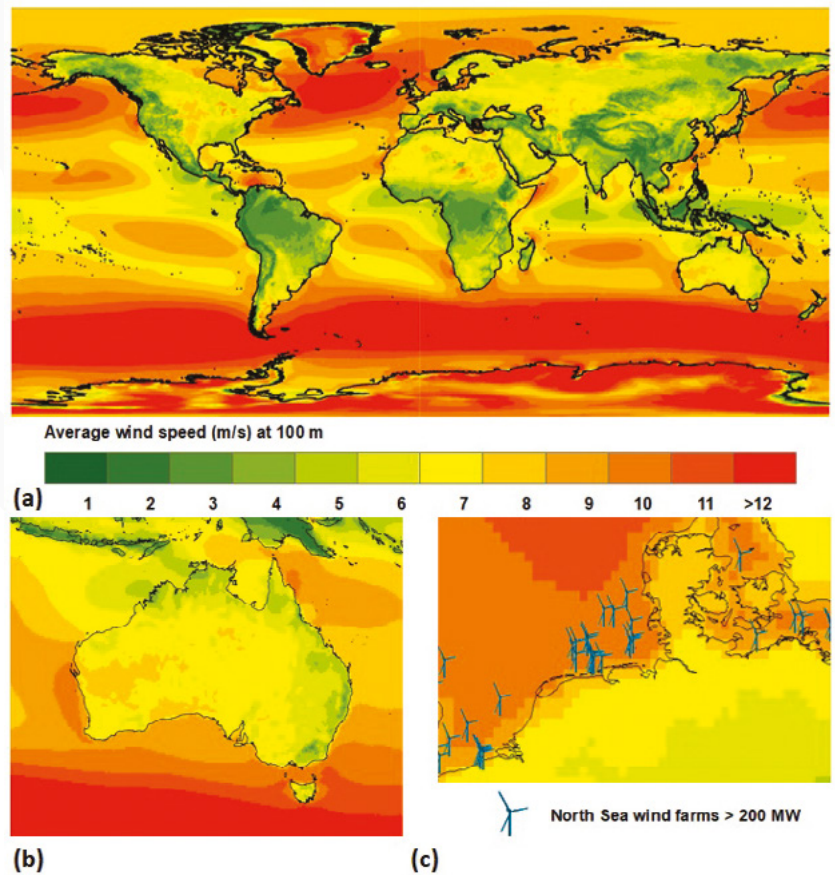 Average wind speed (m/s) at 100 m
(a) 1 2 3 4 5 6 7 8 9 10 11 >12
North Sea wind farms > 200 MW
(b) (c)